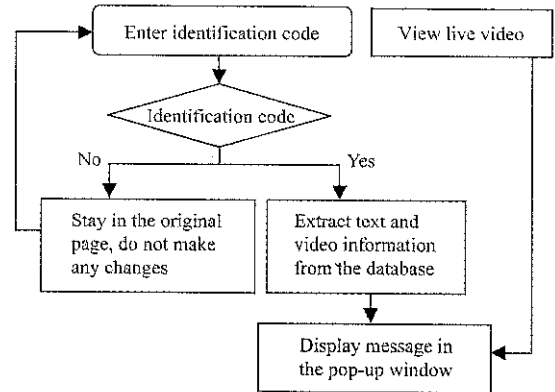 Enter identification code
View live video
Identification code
No
Yes
Stay in the original
page, do not make
any changes
Extract text and
video information
from the database
Display message in
the pop-up window